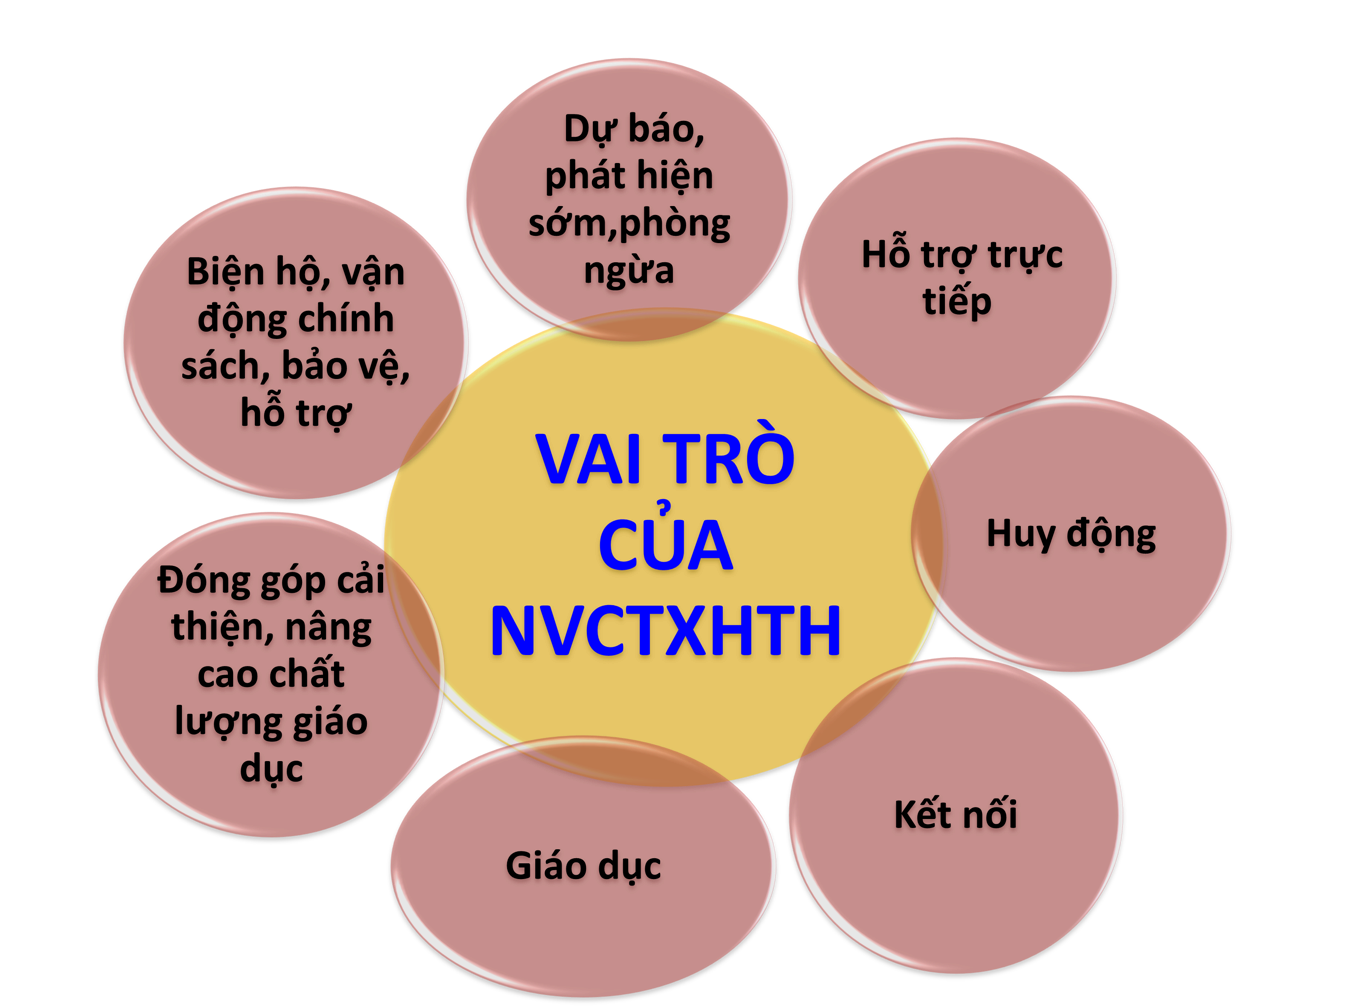 Dự báo,
phát hiện
sớm,phòng
ngừa
Hỗ trợ trực
tiếp
Huy động
Kết nối
Giáo dục
Đóng góp cải
thiện, nâng
cao chất
lượng giáo
dục
Biện hộ, vận
động chính
sách, bảo vệ,
hỗ trợ
VAI TRÒ
CỦA
NVCTXHTH